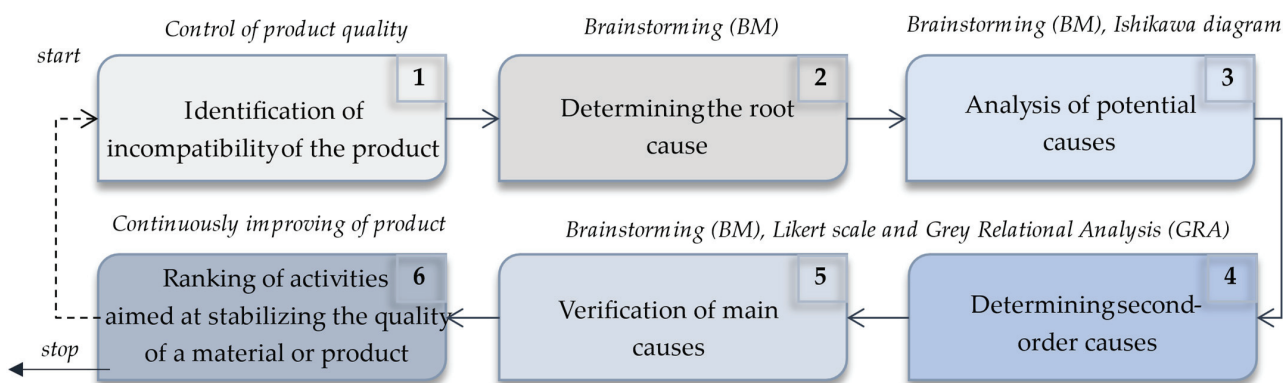 Control of product quality
Brainstorming (BM)
Brainstorming (BM), Ishikawa diagram
start
1
Identification of
incompatibility of the product
2
Determining the root
cause
3
Analysis of potential
causes
Continuously improving of product
Brainstorming (BM), Likert scale and Grey Relational Analysis (GRA)
6
Ranking of activities
aimed at stabilizing the quality
of a material or product
5
Verification of main
causes
4
Determining second-
order causes
stop